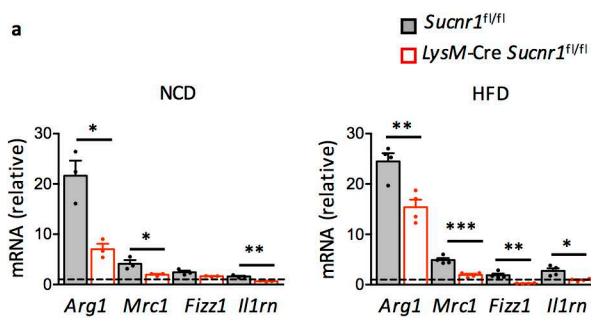 a
Sucnr1fl/fl
LysM-Cre Sucnr1fl/fl
NCD
mRNA (relative)
30
20
10
0
*
*
**
Arg1 Mrc1 Fizz1 Il1rn
HFD
mRNA (relative)
30
20
10
0
**
***
**
*
Arg1 Mrc1 Fizz1 Il1rn